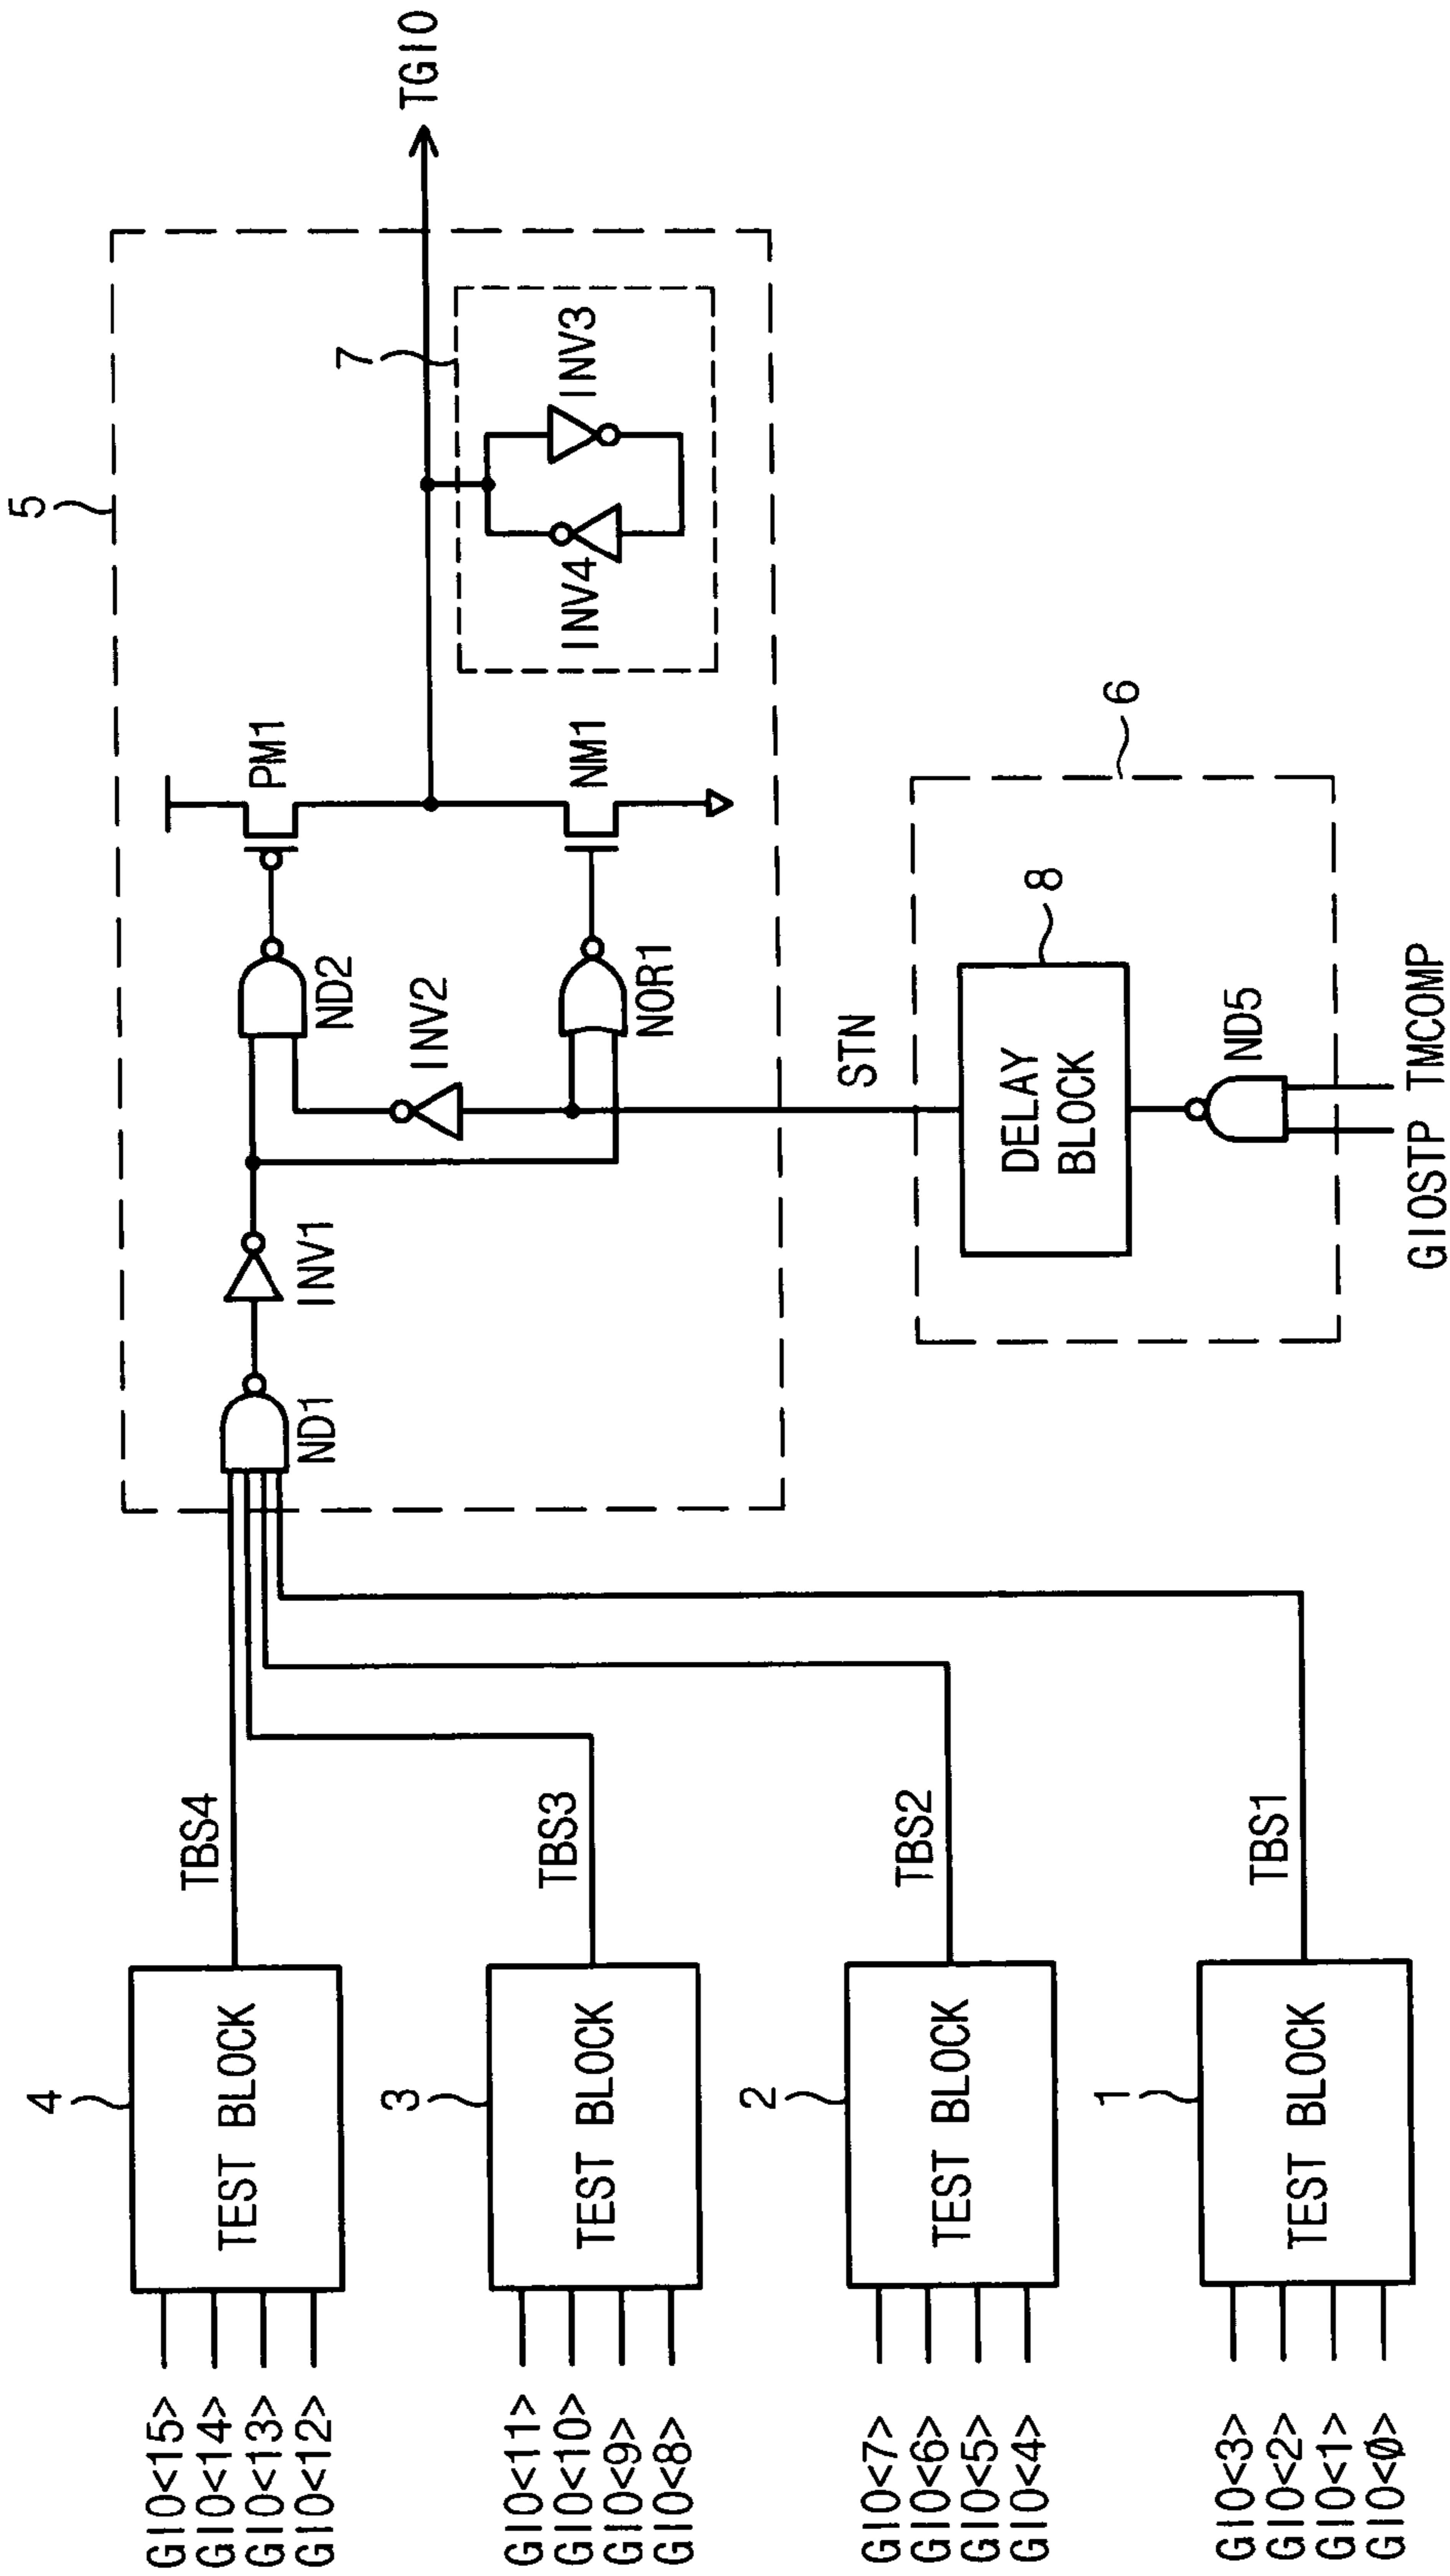 GIO<15>
GIO<14>
GIO<13>
GIO<12>
4
TEST BLOCK
TBS4
GIO<11>
GIO<10>
GIO<9>
GIO<8>
3
TEST BLOCK
TBS3
GIO<7>
GIO<6>
GIO<5>
GIO<4>
2
TEST BLOCK
TBS2
GIO<3>
GIO<2>
GIO<1>
GIO<0>
1
TEST BLOCK
TBS1
5
ND1
INV1
ND2
INV2
NOR1
PM1
NM1
7
INV4
INV3
TGIO
STN
6
8
DELAY
BLOCK
ND5
GIOSTP
TMCOMP